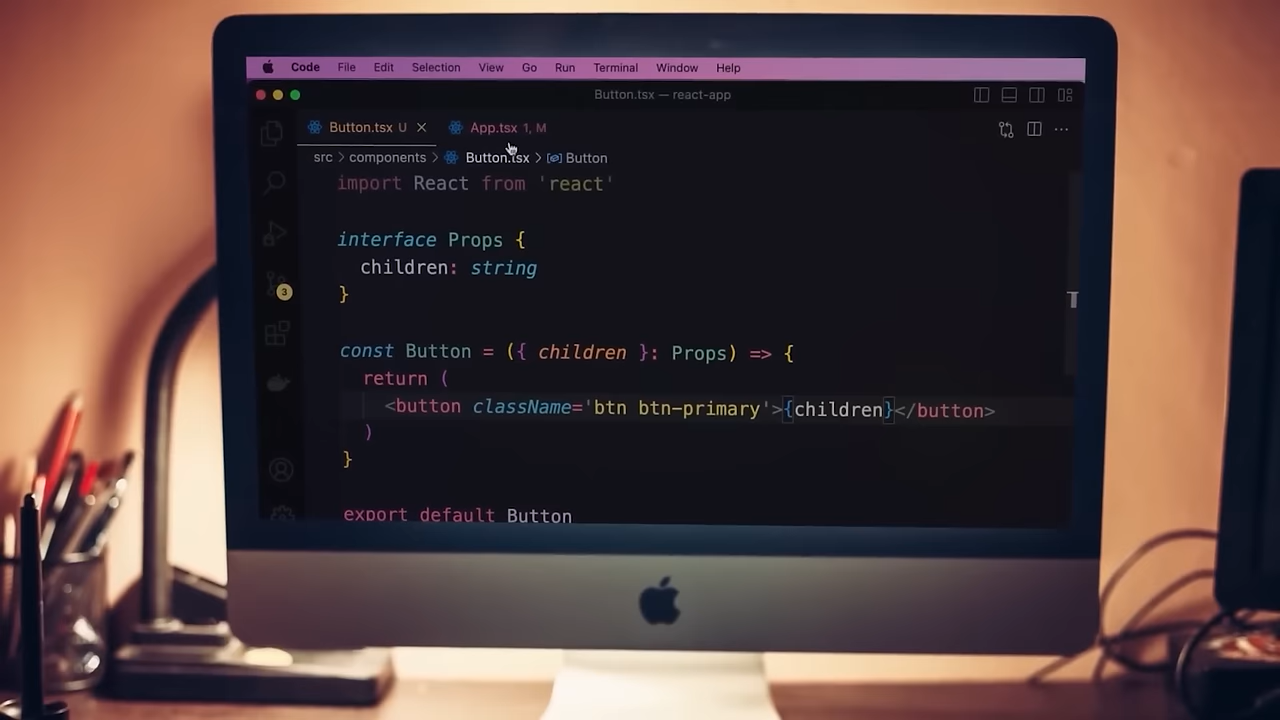 Code File Edit Selection View Go Run Terminal Window Help
Button.tsx — react-app
Button.tsx U App.tsx 1, M
src > components > Button.tsx > Button
import React from 'react'
interface Props {
children: string
}
3
const Button = ({ children }: Props) => {
return (
<button className='btn btn-primary'>{children}</button>
)
}
export default Button